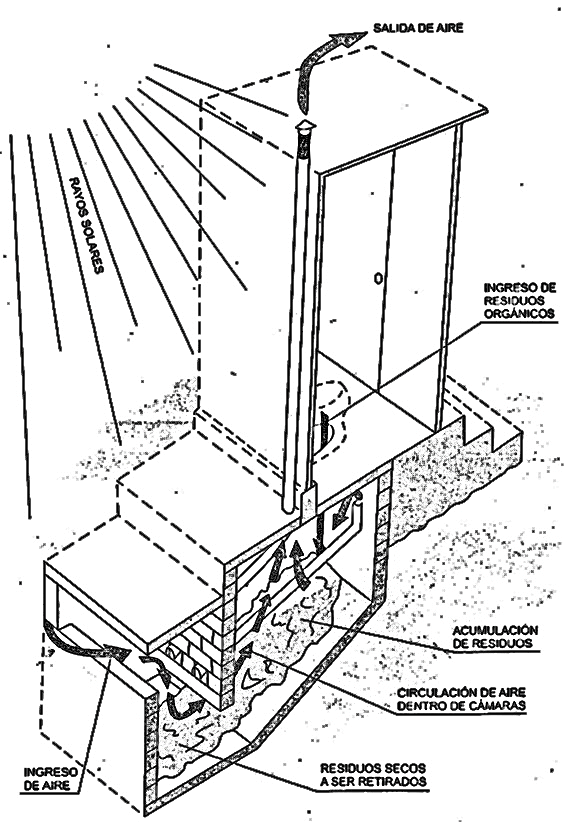 SALIDA DE AIRE
RAYOS SOLARES
INGRESO DE
RESIDUOS
ORGÁNICOS
ACUMULACIÓN
DE RESIDUOS
CIRCULACIÓN DE AIRE
DENTRO DE CÁMARAS
INGRESO
DE AIRE
RESIDUOS SECOS
A SER RETIRADOS